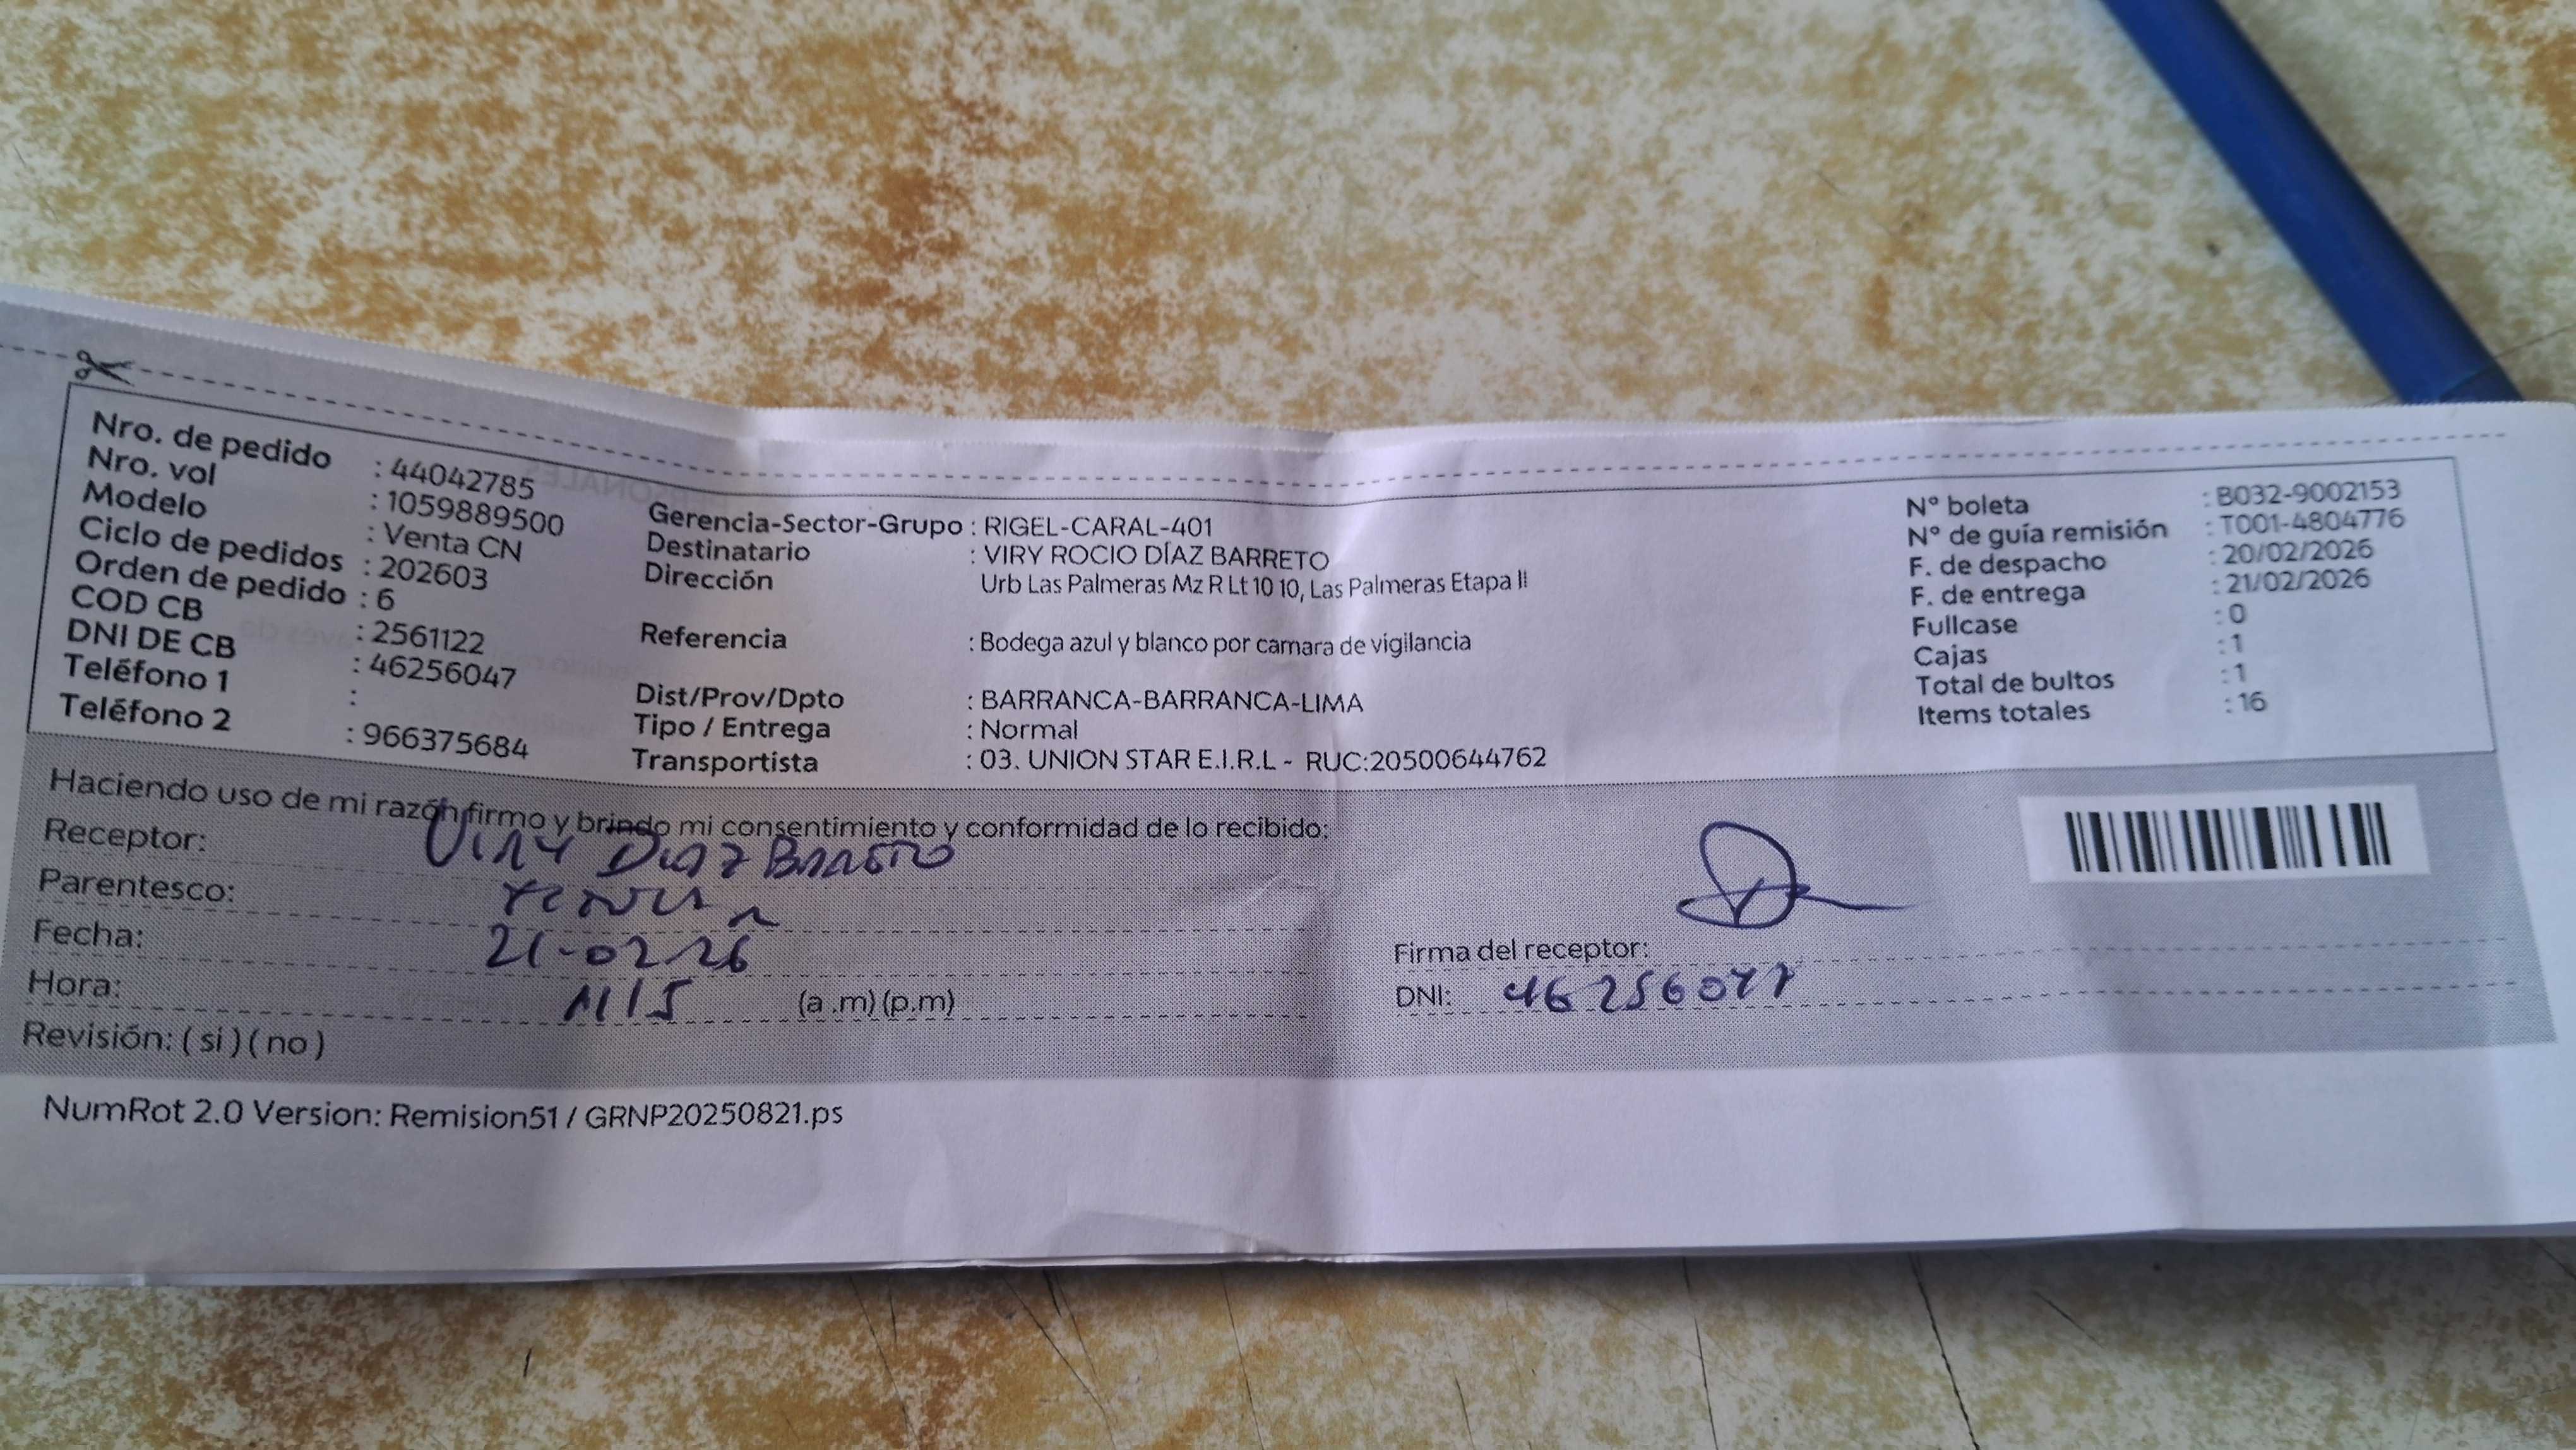 Nro. de pedido : 44042785
Nro. vol : 1059889500
Modelo : Venta CN
Ciclo de pedidos : 202603
Orden de pedido : 6
COD CB : 2561122
DNI DE CB : 46256047
Teléfono 1 :
Teléfono 2 : 966375684
Gerencia-Sector-Grupo : RIGEL-CARAL-401
Destinatario : VIRY ROCIO DÍAZ BARRETO
Dirección Urb Las Palmeras Mz R Lt 10 10, Las Palmeras Etapa II
Referencia : Bodega azul y blanco por camara de vigilancia
Dist/Prov/Dpto : BARRANCA-BARRANCA-LIMA
Tipo / Entrega : Normal
Transportista : 03. UNION STAR E.I.R.L - RUC:20500644762
N° boleta : B032-9002153
N° de guía remisión : T001-4804776
F. de despacho : 20/02/2026
F. de entrega : 21/02/2026
Fullcase : 0
Cajas : 1
Total de bultos : 1
Items totales : 16
Haciendo uso de mi razón firmo y brindo mi consentimiento y conformidad de lo recibido:
Receptor: Viry Diaz Barreto
Parentesco:
Fecha: 21-02-26
Hora: 1115 (a .m) (p.m)
Revisión: ( si ) ( no )
Firma del receptor:
DNI: 46256047
NumRot 2.0 Version: Remision51 / GRNP20250821.ps